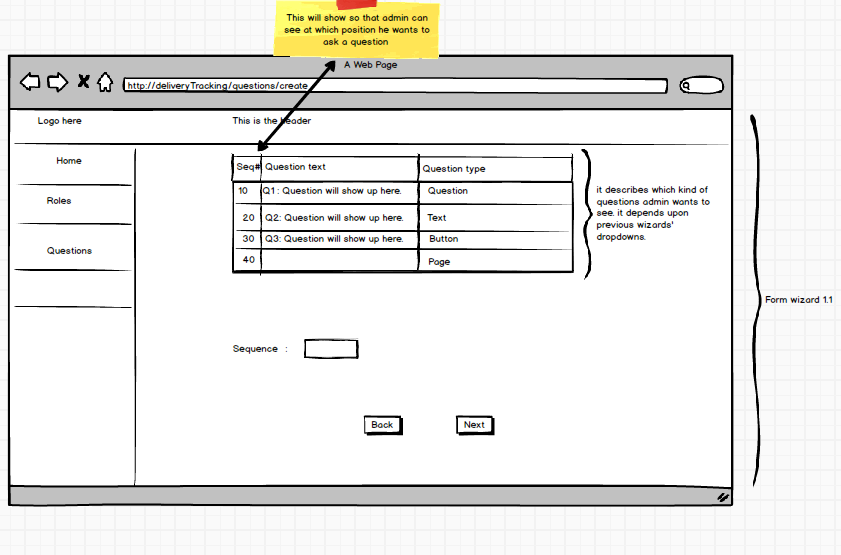 This will show so that admin can
see at which position he wants to
ask a question
A Web Page
http://deliveryTracking/questions/create
Logo here
This is the header
Home
Roles
Questions
Seq# Question text Question type
10 Q1: Question will show up here. Question
20 Q2: Question will show up here. Text
30 Q3: Question will show up here. Button
40 Page
it describes which kind of
questions admin wants to
see. it depends upon
previous wizards'
dropdowns.
Form wizard 1.1
Sequence :
Back Next